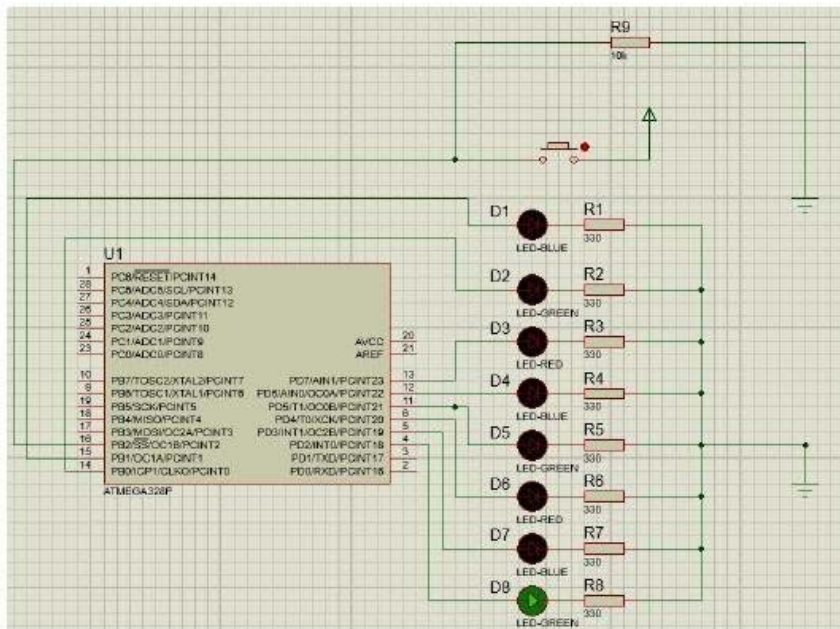 R9
10k
D1
R1
LED-BLUE
330
U1
D2
R2
LED-GREEN
330
D3
R3
LED-RED
330
D4
R4
LED-BLUE
330
D5
R5
LED-GREEN
330
D6
R6
LED-RED
330
D7
R7
LED-BLUE
330
D8
R8
LED-GREEN
330
1 PC6/RESET/PCINT14
28 PC5/ADC5/SCL/PCINT13
27 PC4/ADC4/SDA/PCINT12
26 PC3/ADC3/PCINT11
25 PC2/ADC2/PCINT10
24 PC1/ADC1/PCINT9
23 PC0/ADC0/PCINT8
AVCC 20
AREF 21
10 PB7/TOSC2/XTAL2/PCINT7
9 PB6/TOSC1/XTAL1/PCINT6
19 PB5/SCK/PCINT5
18 PB4/MISO/PCINT4
17 PB3/MOSI/OC2A/PCINT3
16 PB2/SS/OC1B/PCINT2
15 PB1/OC1A/PCINT1
14 PB0/ICP1/CLKO/PCINT0
PD7/AIN1/PCINT23 13
PD6/AIN0/OC0A/PCINT22 12
PD5/T1/OC0B/PCINT21 11
PD4/T0/XCK/PCINT20 6
PD3/INT1/OC2B/PCINT19 5
PD2/INT0/PCINT18 4
PD1/TXD/PCINT17 3
PD0/RXD/PCINT16 2
ATMEGA328P